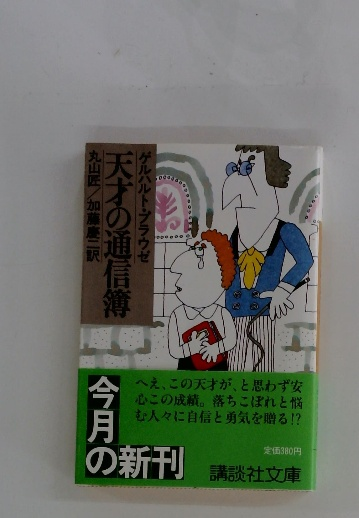 ゲルハルト・プラウゼ
天才の通信簿
丸山匠／加藤慶二訳
へえ、この天才が、と思わず安
心この成績。落ちこぼれと悩
む人々に自信と勇気を贈る!?
今月
の新刊
定価380円
講談社文庫